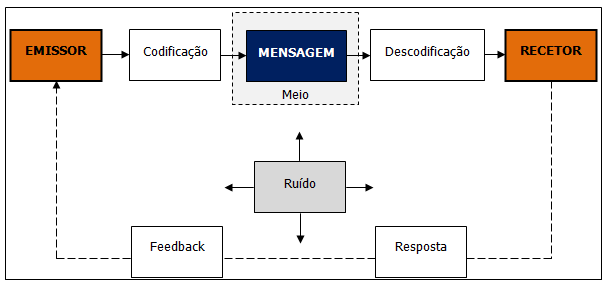 EMISSOR
Codificação
MENSAGEM
Descodificação
RECETOR
Meio
Ruído
Feedback
Resposta